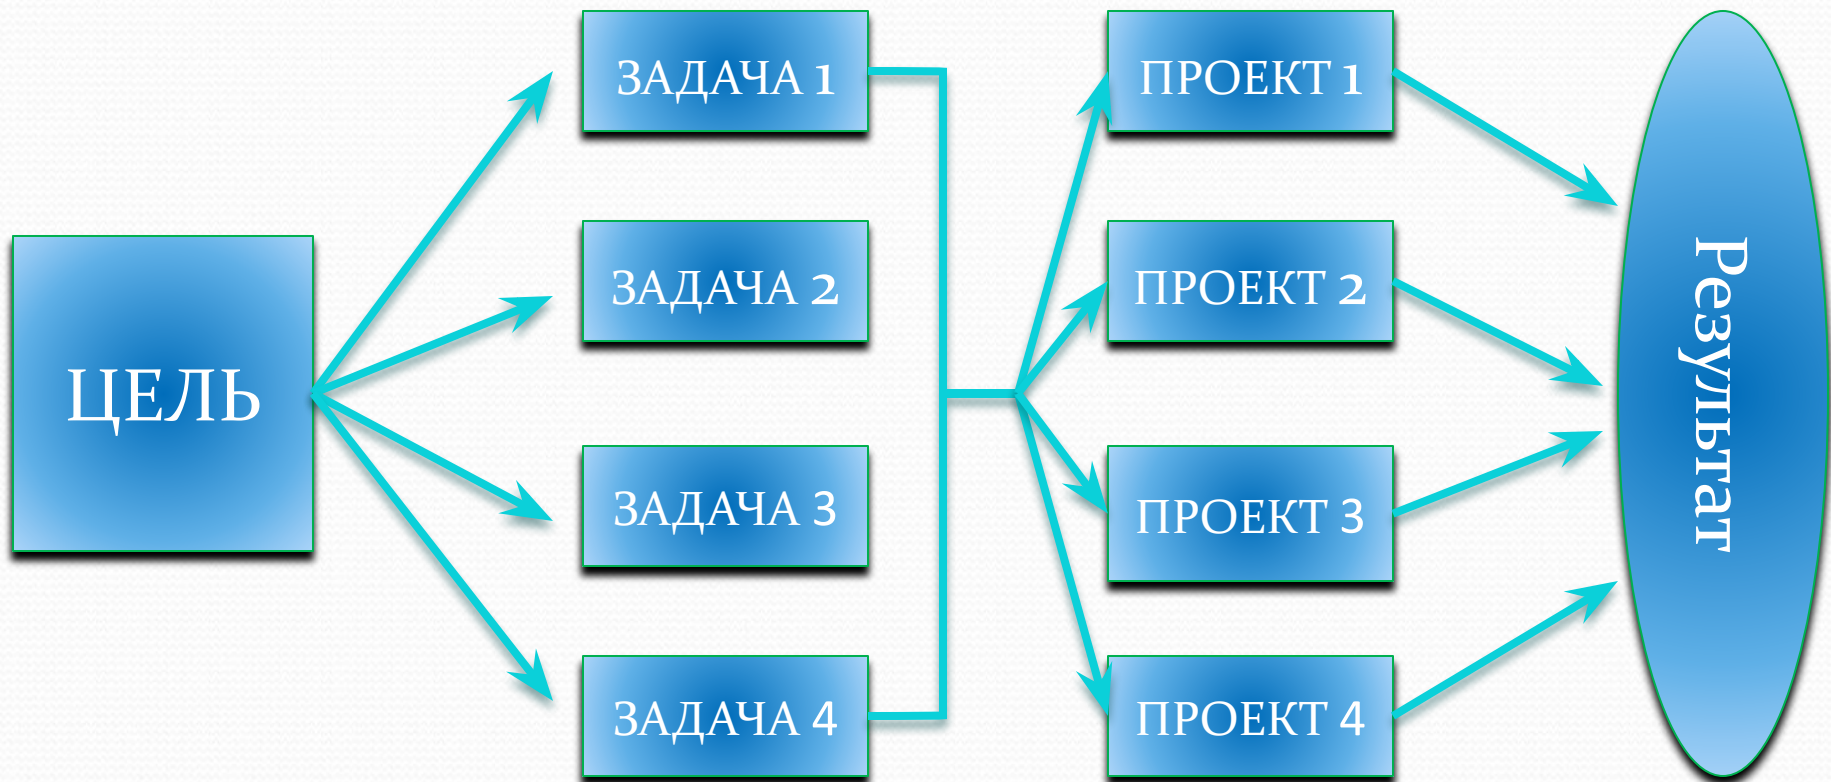 ЦЕЛЬ
ЗАДАЧА 1
ЗАДАЧА 2
ЗАДАЧА 3
ЗАДАЧА 4
ПРОЕКТ 1
ПРОЕКТ 2
ПРОЕКТ 3
ПРОЕКТ 4
Результат